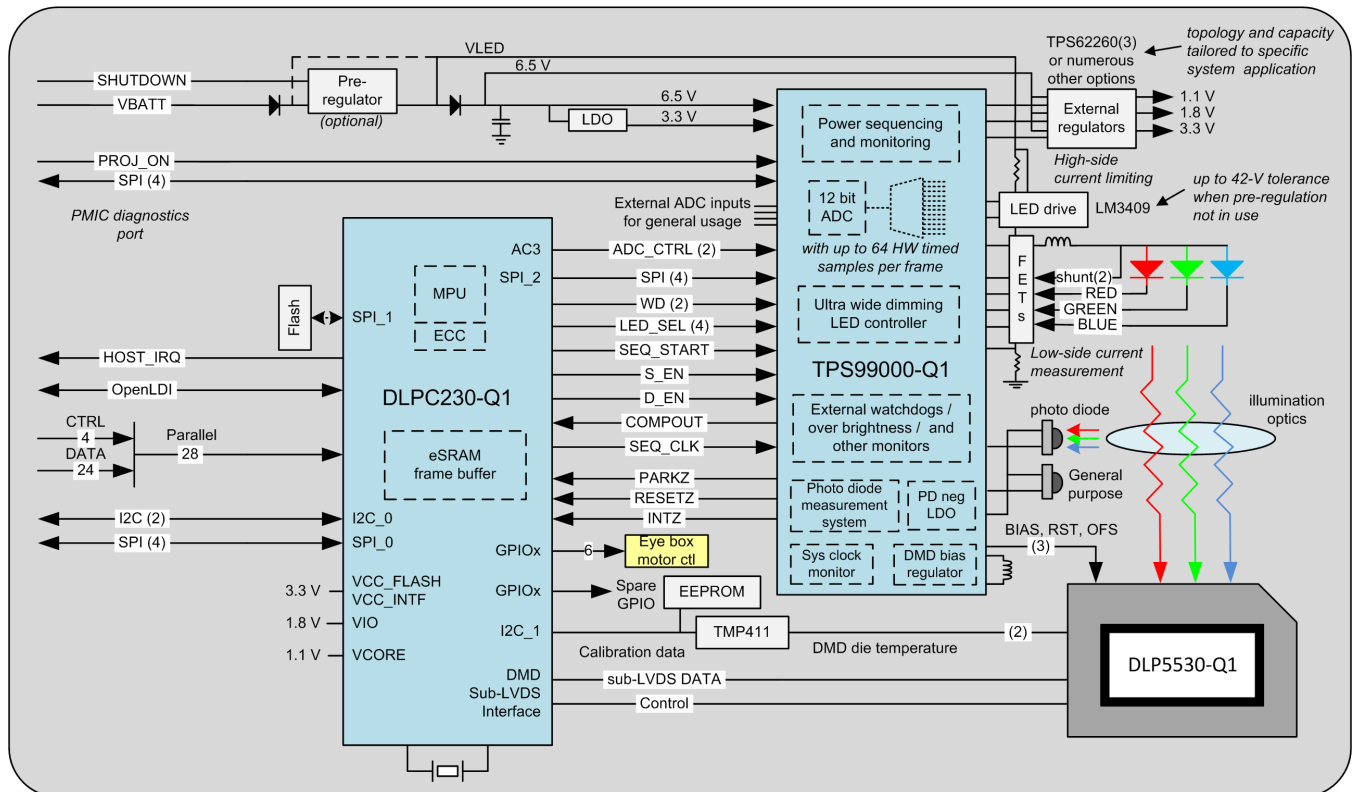 VLED
6.5 V
TPS62260(3)
or numerous
other options
topology and capacity
tailored to specific
system application
SHUTDOWN
VBATT
Pre-
regulator
(optional)
6.5 V
3.3 V
LDO
Power sequencing
and monitoring
External
regulators
1.1 V
1.8 V
3.3 V
PROJ_ON
SPI (4)
PMIC diagnostics
port
High-side
current limiting
External ADC inputs
for general usage
12 bit
ADC
with up to 64 HW timed
samples per frame
LED drive
LM3409
up to 42-V tolerance
when pre-regulation
not in use
AC3
ADC_CTRL (2)
SPI_2
SPI (4)
WD (2)
LED_SEL (4)
SEQ_START
S_EN
D_EN
COMPOUT
SEQ_CLK
PARKZ
RESETZ
INTZ
MPU
ECC
Flash
SPI_1
Ultra wide dimming
LED controller
TPS99000-Q1
F
E
T
s
shunt(2)
RED
GREEN
BLUE
Low-side current
measurement
HOST_IRQ
OpenLDI
DLPC230-Q1
CTRL
4
DATA
24
Parallel
28
eSRAM
frame buffer
External watchdogs /
over brightness / and
other monitors
photo diode
illumination
optics
General
purpose
Photo diode
measurement
system
PD neg
LDO
Sys clock
monitor
DMD bias
regulator
BIAS, RST, OFS
(3)
I2C (2)
I2C_0
SPI (4)
SPI_0
GPIOx
6
Eye box
motor ctl
3.3 V
VCC_FLASH
VCC_INTF
GPIOx
Spare
GPIO
EEPROM
1.8 V
VIO
I2C_1
TMP411
(2)
1.1 V
VCORE
Calibration data
DMD die temperature
DLP5530-Q1
DMD
Sub-LVDS
Interface
sub-LVDS DATA
Control